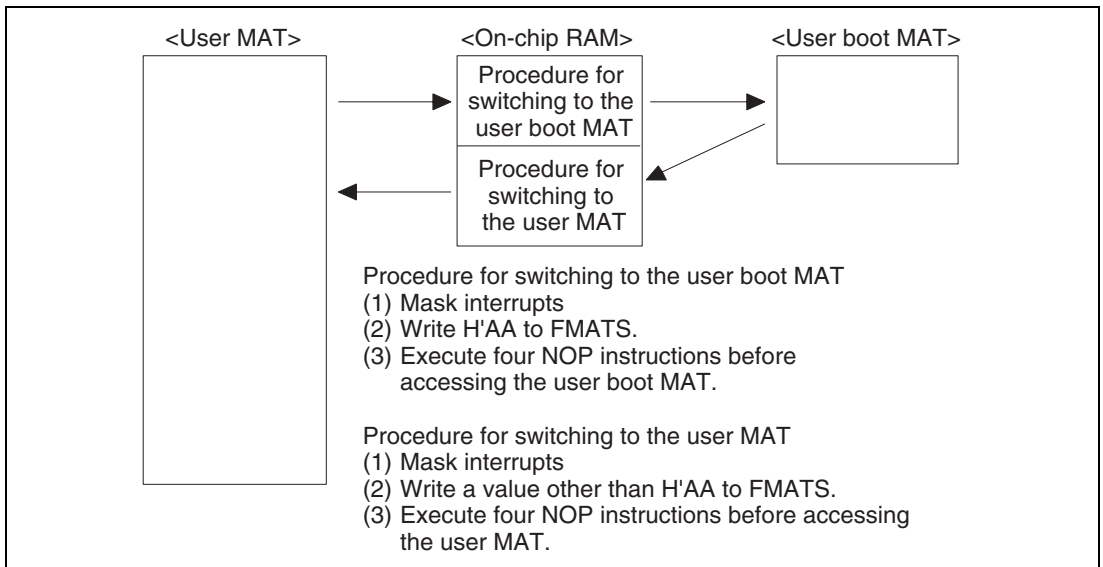 <User MAT>
<On-chip RAM>
<User boot MAT>
Procedure for
switching to the
user boot MAT
Procedure for
switching to
the user MAT
Procedure for switching to the user boot MAT
(1) Mask interrupts
(2) Write H'AA to FMATS.
(3) Execute four NOP instructions before
accessing the user boot MAT.
Procedure for switching to the user MAT
(1) Mask interrupts
(2) Write a value other than H'AA to FMATS.
(3) Execute four NOP instructions before accessing
the user MAT.